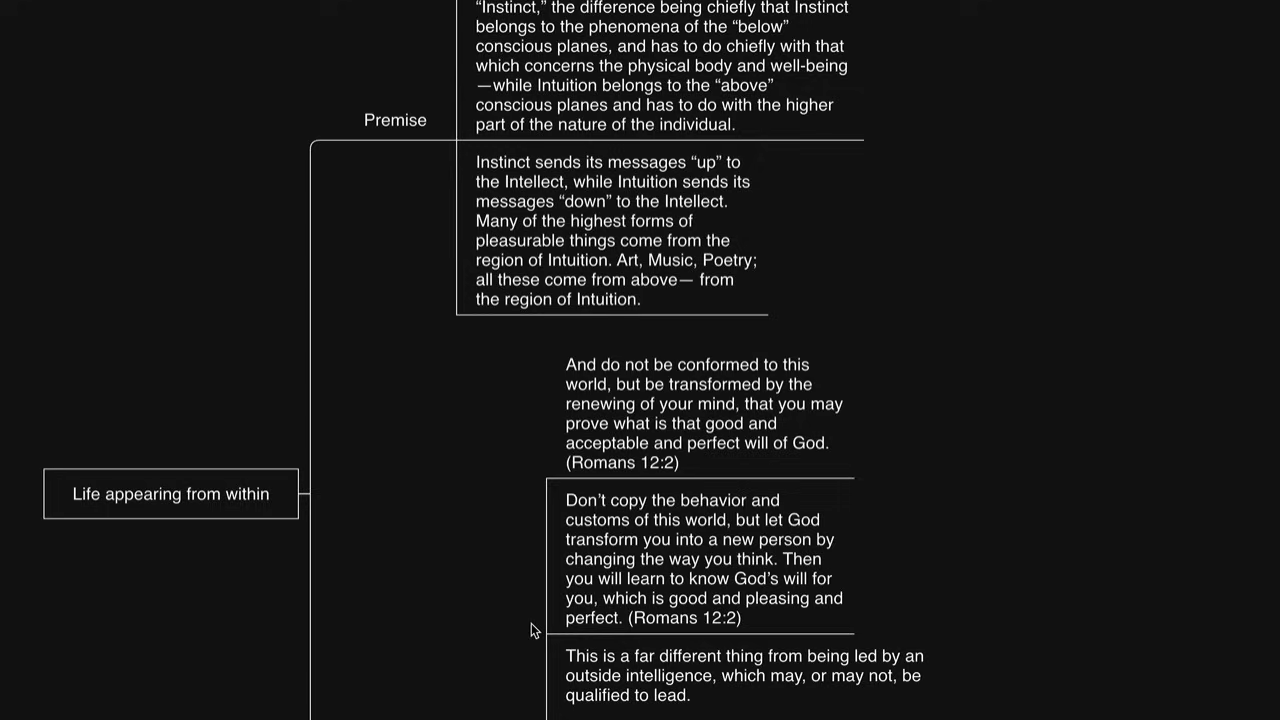 “Instinct,” the difference being chiefly that Instinct
belongs to the phenomena of the “below”
conscious planes, and has to do chiefly with that
which concerns the physical body and well-being
—while Intuition belongs to the “above”
conscious planes and has to do with the higher
part of the nature of the individual.
Premise
Instinct sends its messages “up” to
the Intellect, while Intuition sends its
messages “down” to the Intellect.
Many of the highest forms of
pleasurable things come from the
region of Intuition. Art, Music, Poetry;
all these come from above— from
the region of Intuition.
And do not be conformed to this
world, but be transformed by the
renewing of your mind, that you may
prove what is that good and
acceptable and perfect will of God.
(Romans 12:2)
Life appearing from within
Don’t copy the behavior and
customs of this world, but let God
transform you into a new person by
changing the way you think. Then
you will learn to know God’s will for
you, which is good and pleasing and
perfect. (Romans 12:2)
This is a far different thing from being led by an
outside intelligence, which may, or may not, be
qualified to lead.